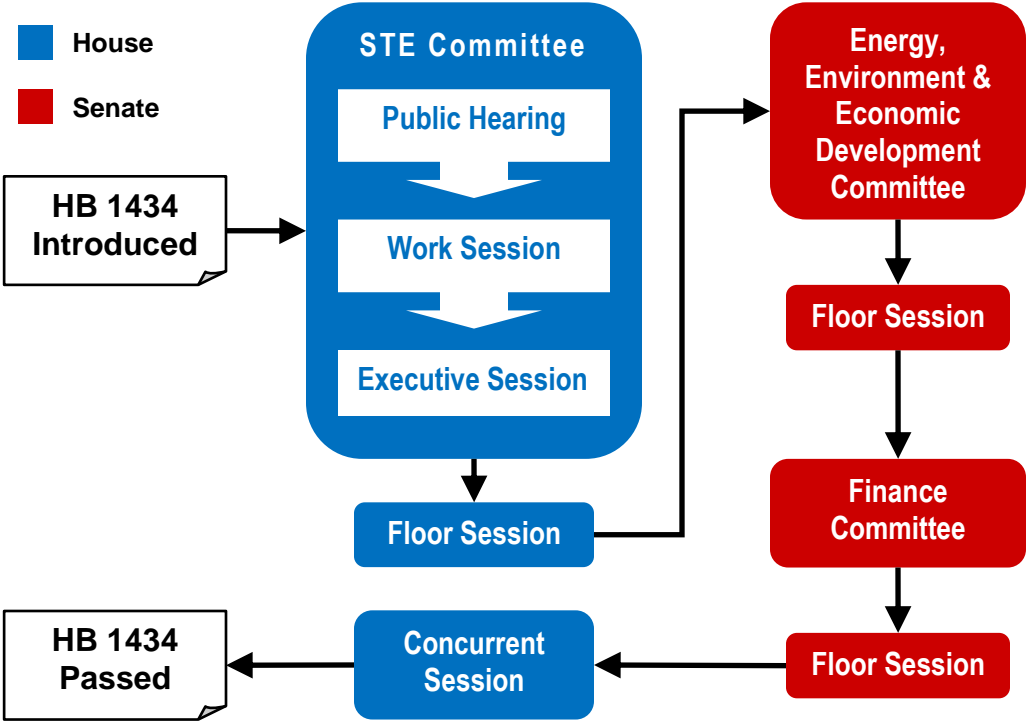 House
Senate
HB 1434
Introduced
STE Committee
Public Hearing
Work Session
Executive Session
Floor Session
Energy,
Environment &
Economic
Development
Committee
Floor Session
Finance
Committee
Floor Session
Concurrent
Session
HB 1434
Passed